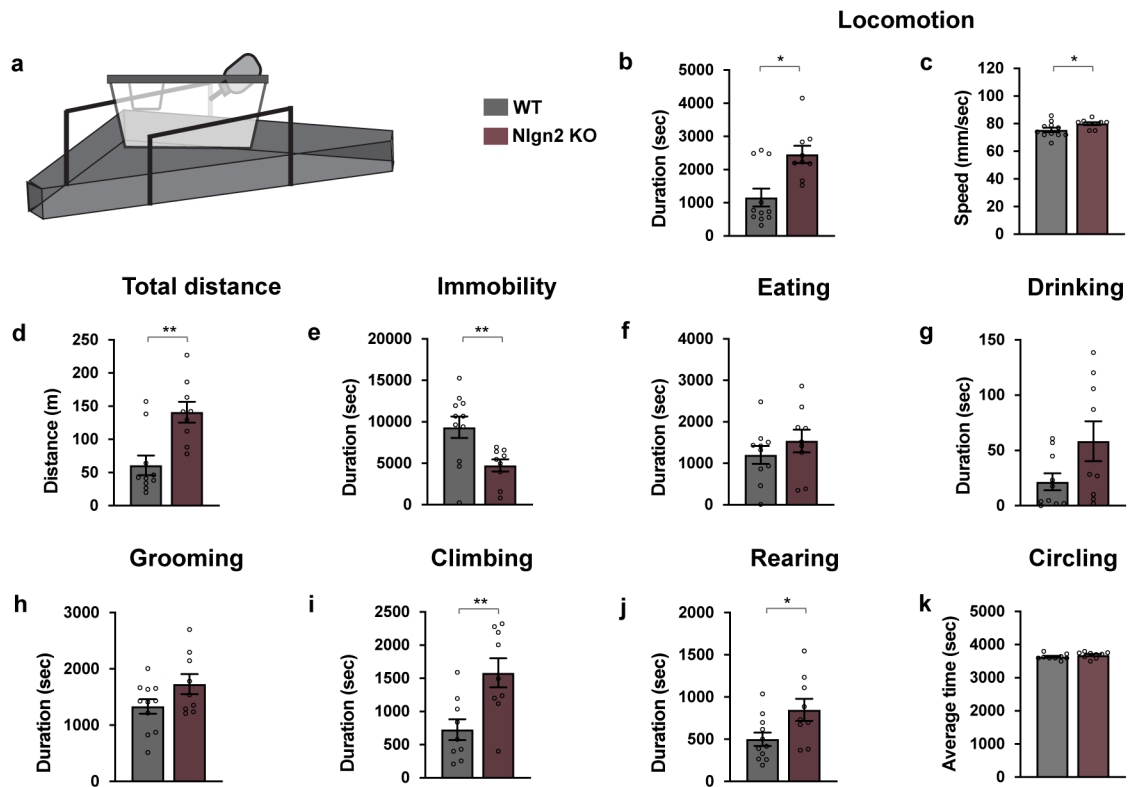 Locomotion
a
WT
Nlgn2 KO
b
Duration (sec)
5000
4000
3000
2000
1000
0
*
c
Speed (mm/sec)
120
100
80
60
40
20
0
*
Total distance
d
Distance (m)
250
200
150
100
50
0
**
Immobility
e
Duration (sec)
20000
15000
10000
5000
0
**
Eating
f
Duration (sec)
4000
3000
2000
1000
0
Drinking
g
Duration (sec)
150
100
50
0
Grooming
h
Duration (sec)
3000
2000
1000
0
Climbing
i
Duration (sec)
2500
2000
1500
1000
500
0
**
Rearing
j
Duration (sec)
2000
1500
1000
500
0
*
Circling
k
Average time (sec)
5000
4000
3000
2000
1000
0